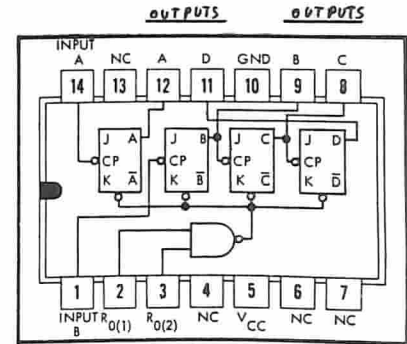 OUTPUTS OUTPUTS
INPUT
A NC A D GND B C
14 13 12 11 10 9 8
J A J B J C J D
CP CP CP CP
K A̅ K B̅ K C̅ K D̅
1 2 3 4 5 6 7
INPUT R0(1) R0(2) NC VCC NC NC
B